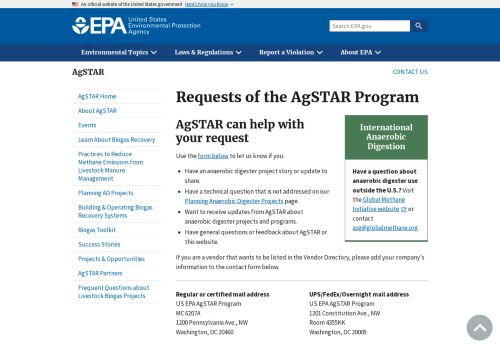 An official website of the United States government Here's how you know
EPA United States
Environmental Protection
Agency
Search EPA.gov
Environmental Topics Laws & Regulations Report a Violation About EPA
AgSTAR
CONTACT US
AgSTAR Home
About AgSTAR
Events
Learn About Biogas Recovery
Practices to Reduce
Methane Emissions from
Livestock Manure
Management
Planning AD Projects
Building & Operating Biogas
Recovery Systems
Biogas Toolkit
Success Stories
Projects & Opportunities
AgSTAR Partners
Frequent Questions about
Livestock Biogas Projects
Requests of the AgSTAR Program
AgSTAR can help with
your request
Use the form below to let us know if you:
Have an anaerobic digester project story or update to
share.
Have a technical question that is not addressed on our
Planning Anaerobic Digester Projects page.
Want to receive updates from AgSTAR about
anaerobic digester projects and programs.
Have general questions or feedback about AgSTAR or
this website.
International
Anaerobic
Digestion
Have a question about
anaerobic digester use
outside the U.S.? Visit
the Global Methane
Initiative website or
contact
asg@globalmethane.org.
If you are a vendor that wants to be listed in the Vendor Directory, please add your company's
information to the contact form below.
Regular or certified mail address
US EPA AgSTAR Program
MC 6207A
1200 Pennsylvania Ave., NW
Washington, DC 20460
UPS/FedEx/Overnight mail address
US EPA AgSTAR Program
1201 Constitution Ave., NW
Room 4355KK
Washington, DC 20005